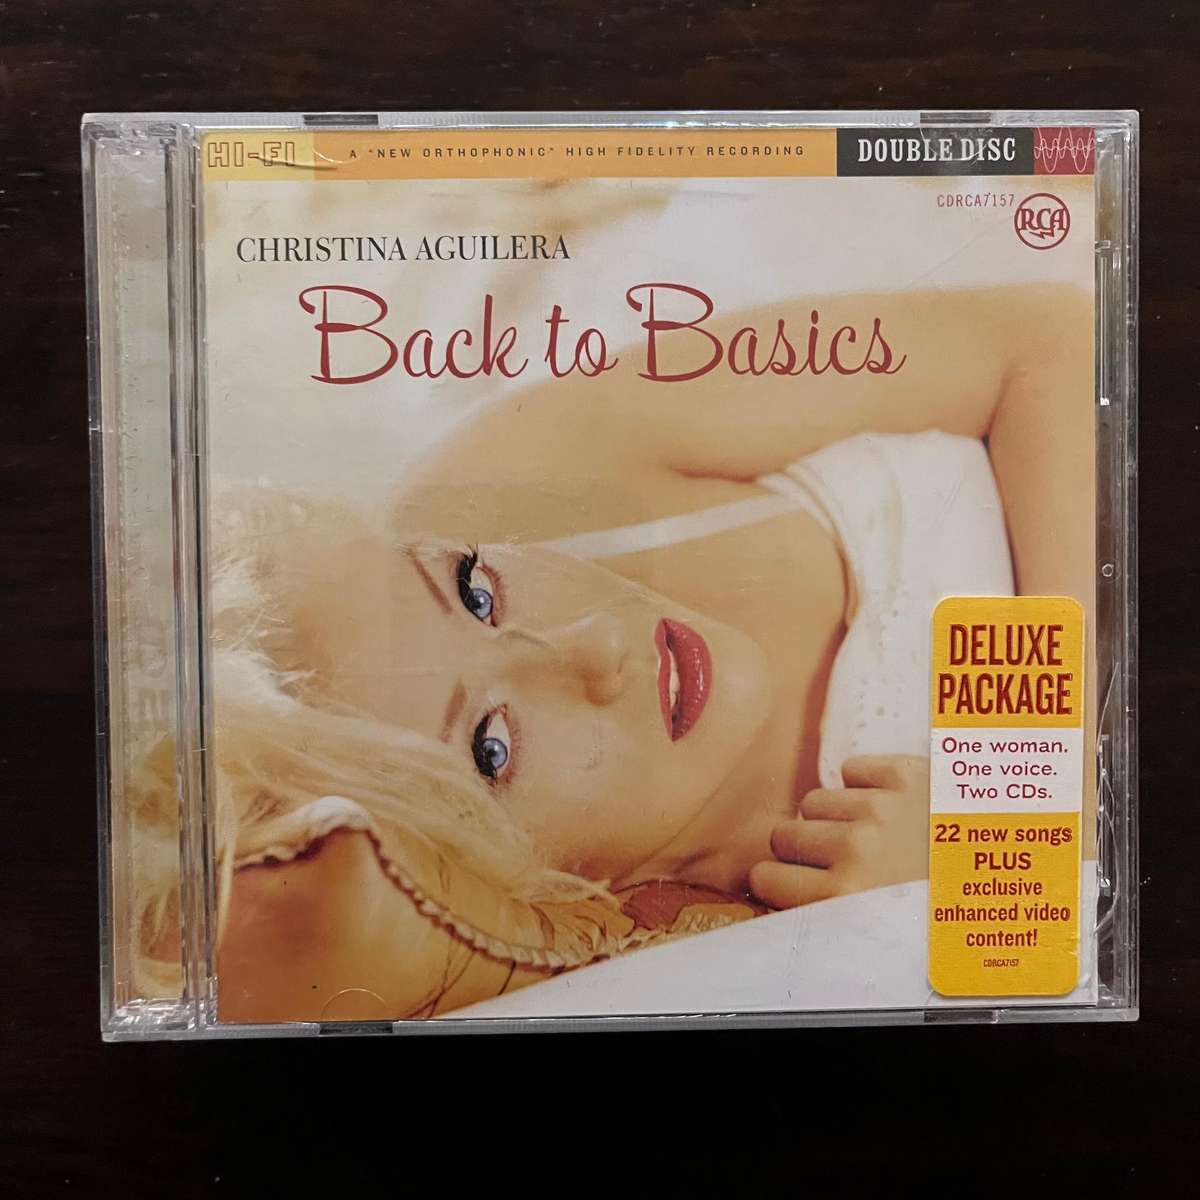 HI-FI
A "NEW ORTHOPHONIC" HIGH FIDELITY RECORDING
DOUBLE DISC
CDRCA7157
RCA
CHRISTINA AGUILERA
Back to Basics
DELUXE
PACKAGE
One woman.
One voice.
Two CDs.
22 new songs
PLUS
exclusive
enhanced video
content!
CDRCA7157